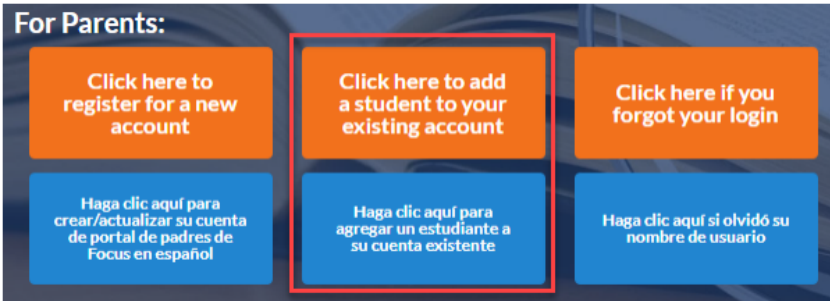 For Parents:
Click here to
register for a new
account
Click here to add
a student to your
existing account
Click here if you
forgot your login
Haga clic aquí para
crear/actualizar su cuenta
de portal de padres de
Focus en español
Haga clic aquí para
agregar un estudiante a
su cuenta existente
Haga clic aquí si olvidó su
nombre de usuario